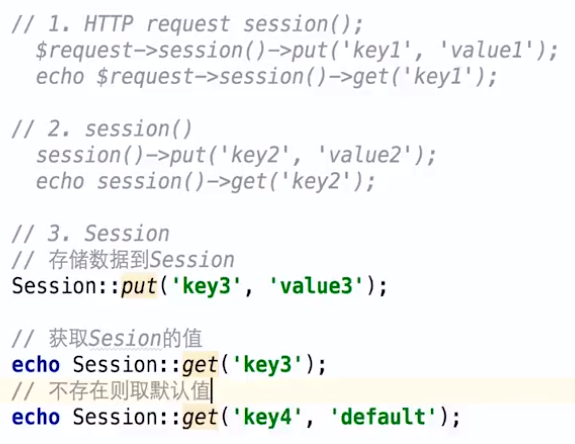 // 1. HTTP request session();
$request->session()->put('key1', 'value1');
echo $request->session()->get('key1');
// 2. session()
session()->put('key2', 'value2');
echo session()->get('key2');
// 3. Session
// 存储数据到Session
Session::put('key3', 'value3');
// 获取Sesion的值
echo Session::get('key3');
// 不存在则取默认值
echo Session::get('key4', 'default');